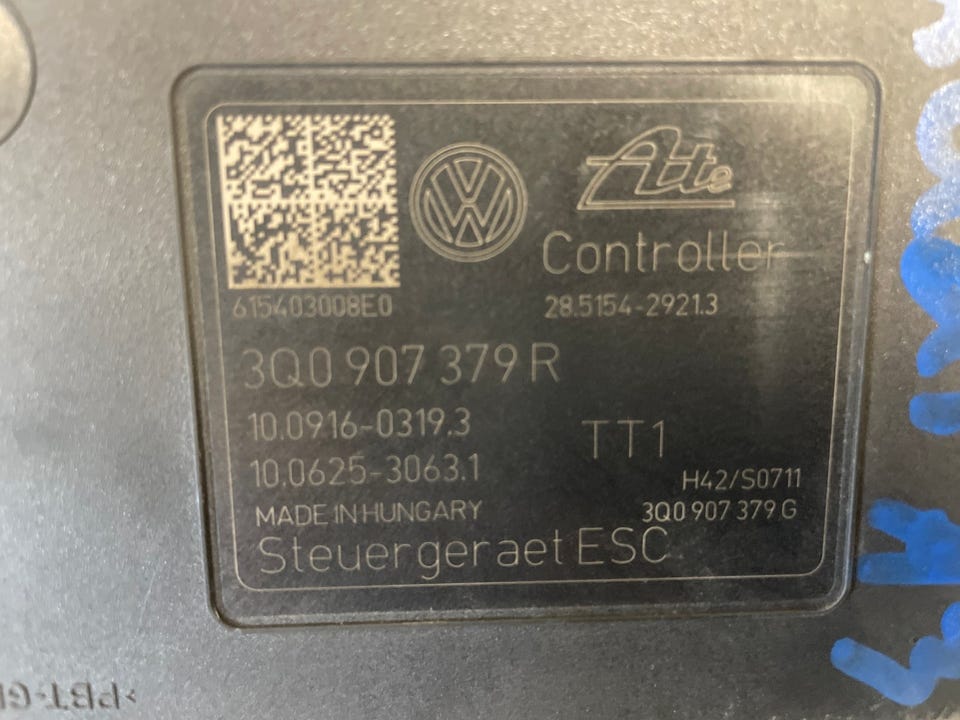 Ate
Controller
615403008E0
28.5154-2921.3
3Q0 907 379 R
10.0916-0319.3
TT1
10.0625-3063.1
H42/S0711
MADE IN HUNGARY
3Q0 907 379 G
Steuergeraet ESC